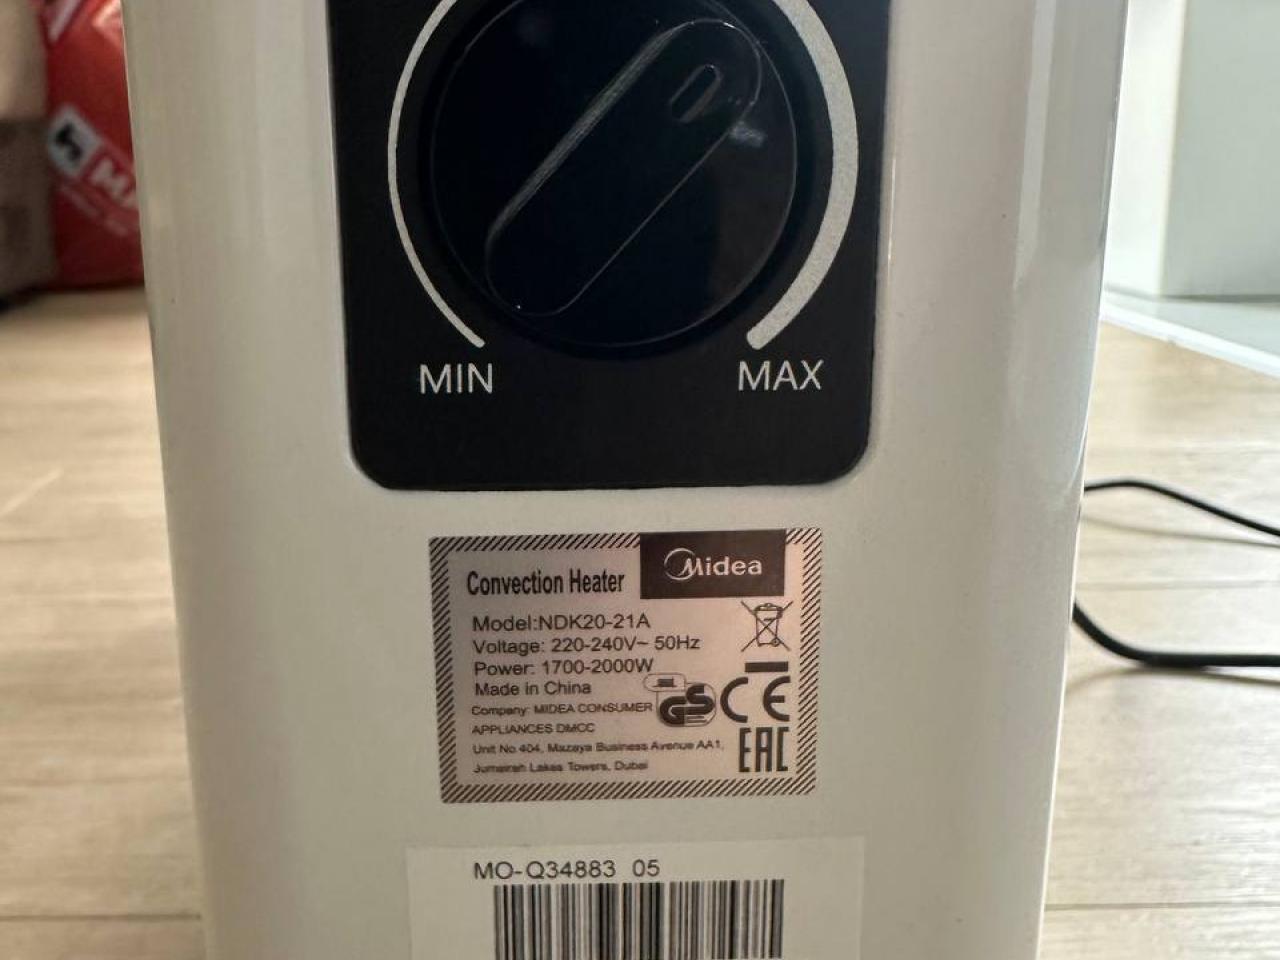 MIN
MAX
Midea
Convection Heater
Model:NDK20-21A
Voltage: 220-240V~ 50Hz
Power: 1700-2000W
Made in China
Company: MIDEA CONSUMER
APPLIANCES DMCC
Unit No 404, Mazaya Business Avenue AA1,
Jumeirah Lakes Towers, Dubai
GS
CE
EAC
MO-Q34883 05